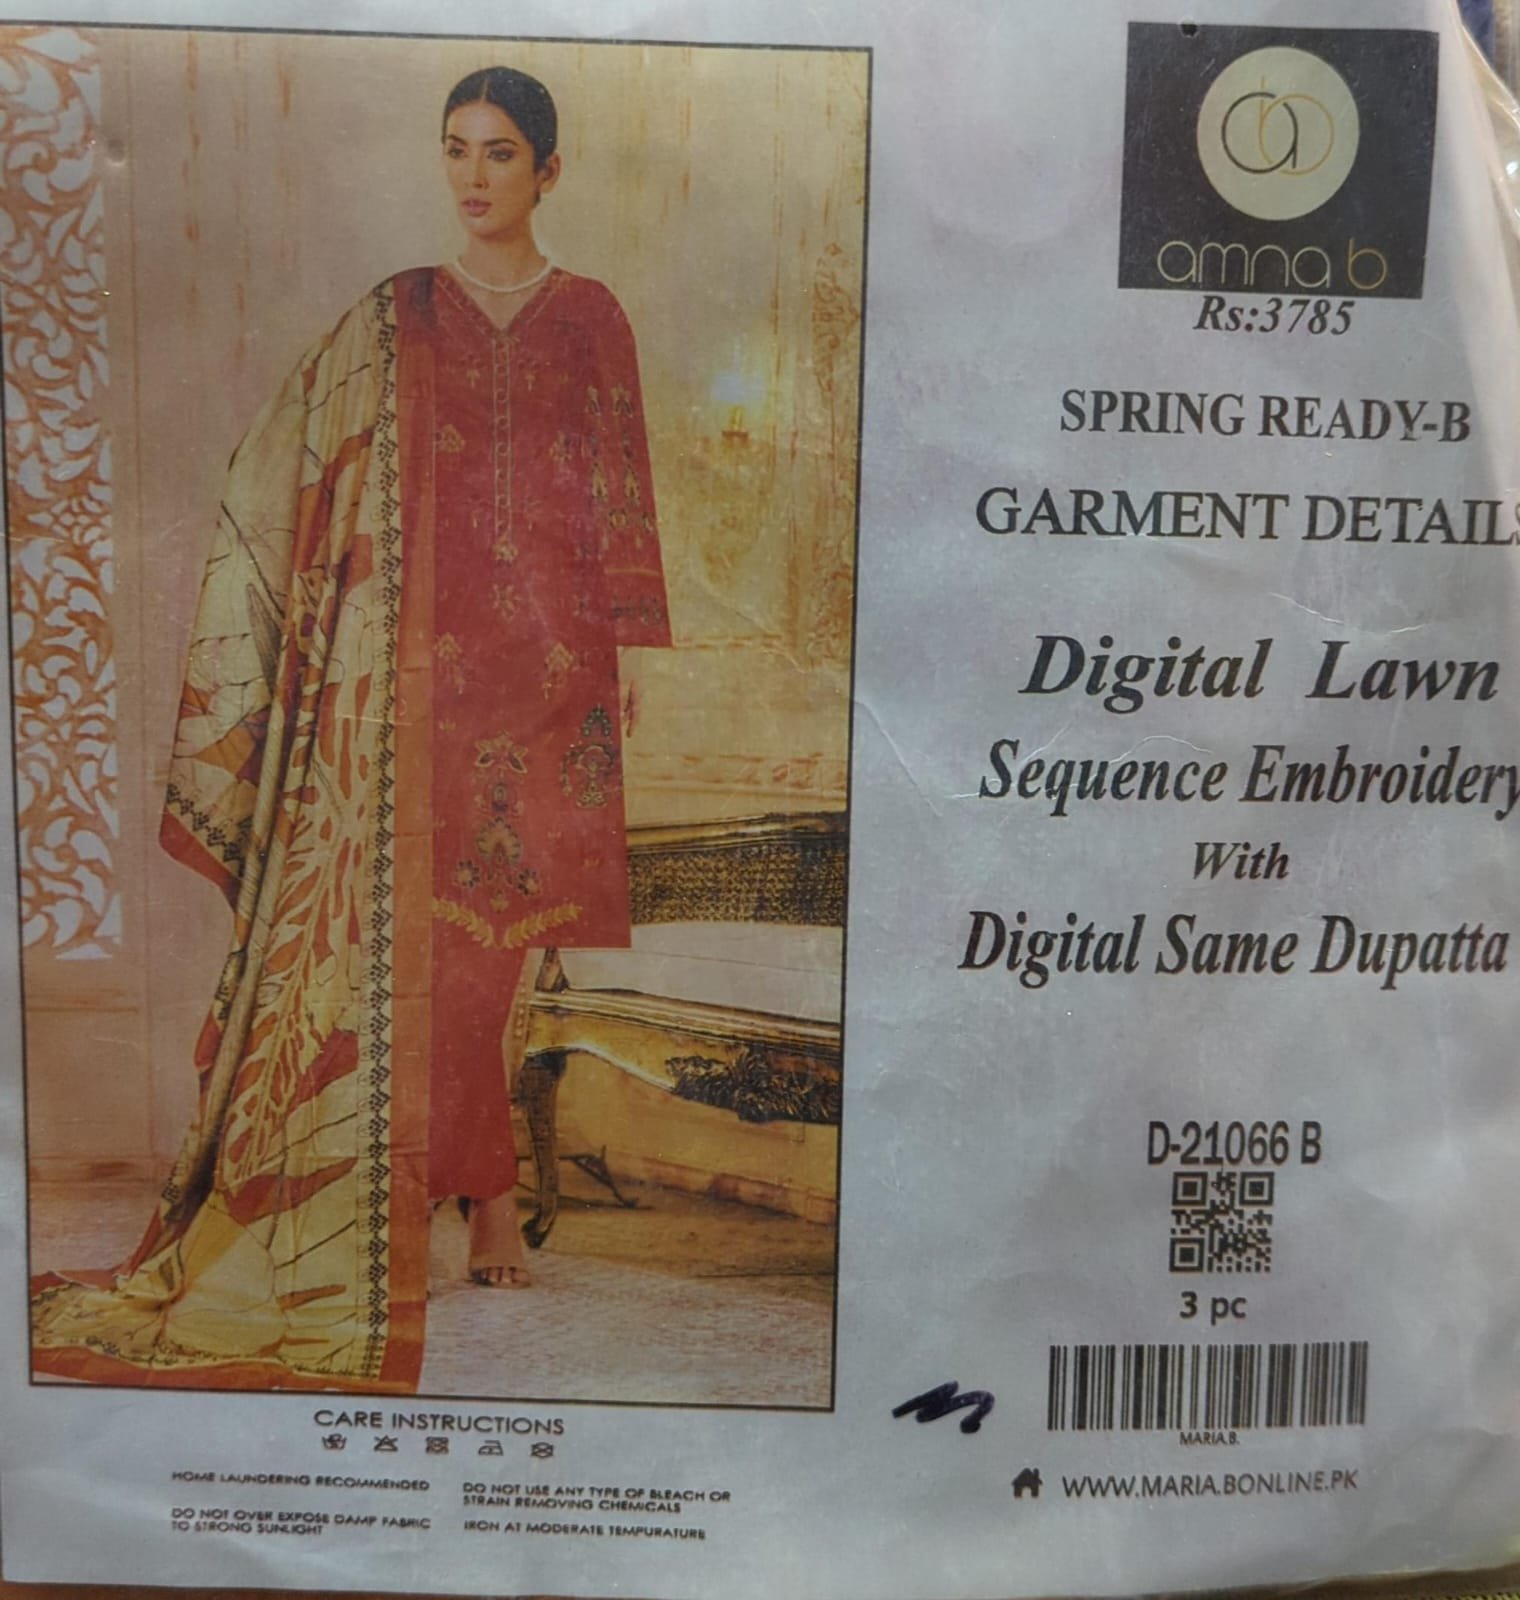 amna b
Rs:3785
SPRING READY-B
GARMENT DETAILS
Digital Lawn
Sequence Embroidery
With
Digital Same Dupatta
D-21066 B
3 pc
MARIA.B.
WWW.MARIA.BONLINE.PK
CARE INSTRUCTIONS
HOME LAUNDERING RECOMMENDED
DO NOT OVER EXPOSE DAMP FABRIC
TO STRONG SUNLIGHT
DO NOT USE ANY TYPE OF BLEACH OR
STRAIN REMOVING CHEMICALS
IRON AT MODERATE TEMPURATURE